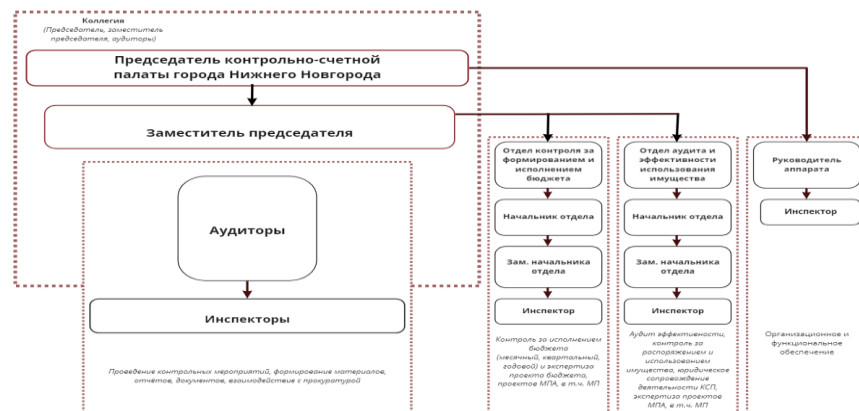 Коллегия
(Председатель, заместитель
председателя, аудиторы)
Председатель контрольно-счетной
палаты города Нижнего Новгорода
Заместитель председателя
Аудиторы
Инспекторы
Проведение контрольных мероприятий, формирование материалов,
отчётов, документов, взаимодействие с прокуратурой
Отдел контроля за
формированием и
исполнением
бюджета
Начальник отдела
Зам. начальника
отдела
Инспектор
Контроль за исполнением
бюджета
(месячный, квартальный,
годовой) и экспертиза
проекта бюджета,
проектов МПА, в т.ч. МП
Отдел аудита и
эффективности
использования
имущества
Начальник отдела
Зам. начальника
отдела
Инспектор
Аудит эффективности,
контроль за
распоряжением и
использованием
имущества, юридическое
сопровождение
деятельности КСП,
экспертиза проектов
МПА, в т.ч. МП
Руководитель
аппарата
Инспектор
Организационное и
функциональное
обеспечение